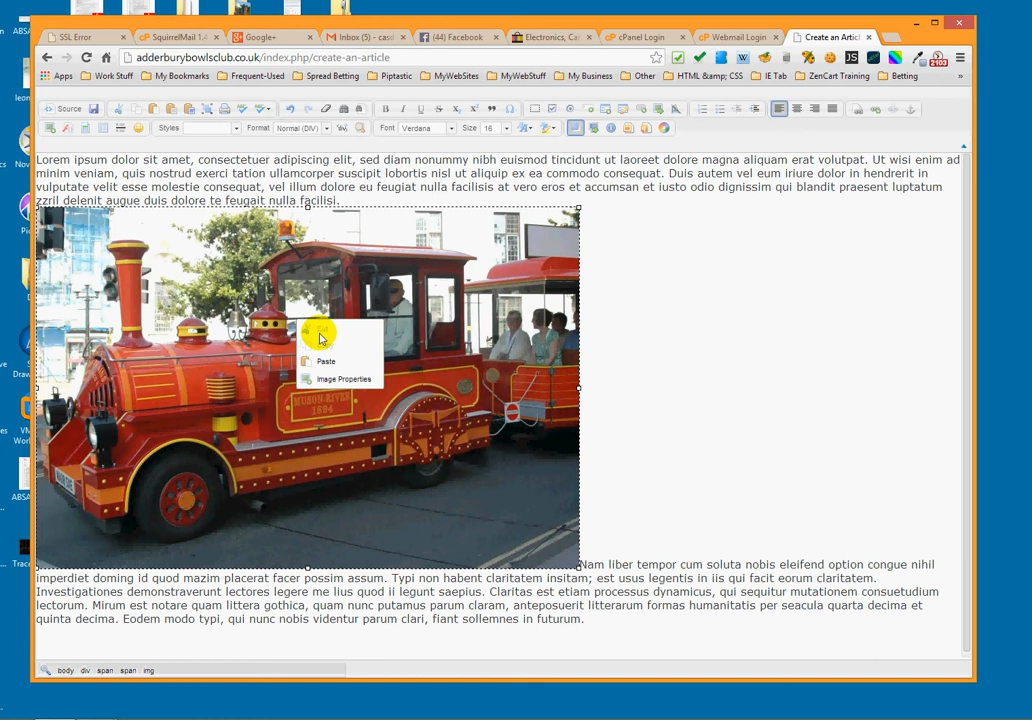 SSL Error
SquirrelMail 1.4
Google+
Inbox (5) - casd
(44) Facebook
Electronics, Car
cPanel Login
Webmail Login
Create an Articl
adderburybowlsclub.co.uk/index.php/create-an-article
2103
Apps
Work Stuff
My Bookmarks
Frequent-Used
Spread Betting
Piptastic
MyWebSites
MyWebStuff
My Business
Other
HTML &amp; CSS
IE Tab
ZenCart Training
Betting
Source
Styles
Format
Normal (DIV)
Font
Verdana
Size
16
Lorem ipsum dolor sit amet, consectetuer adipiscing elit, sed diam nonummy nibh euismod tincidunt ut laoreet dolore magna aliquam erat volutpat. Ut wisi enim ad
minim veniam, quis nostrud exerci tation ullamcorper suscipit lobortis nisl ut aliquip ex ea commodo consequat. Duis autem vel eum iriure dolor in hendrerit in
vulputate velit esse molestie consequat, vel illum dolore eu feugiat nulla facilisis at vero eros et accumsan et iusto odio dignissim qui blandit praesent luptatum
zzril delenit augue duis dolore te feugait nulla facilisi.
Cut
Paste
Image Properties
MUSON-RIVER
1894
Nam liber tempor cum soluta nobis eleifend option congue nihil
imperdiet doming id quod mazim placerat facer possim assum. Typi non habent claritatem insitam; est usus legentis in iis qui facit eorum claritatem.
Investigationes demonstraverunt lectores legere me lius quod ii legunt saepius. Claritas est etiam processus dynamicus, qui sequitur mutationem consuetudium
lectorum. Mirum est notare quam littera gothica, quam nunc putamus parum claram, anteposuerit litterarum formas humanitatis per seacula quarta decima et
quinta decima. Eodem modo typi, qui nunc nobis videntur parum clari, fiant sollemnes in futurum.
body div span span img